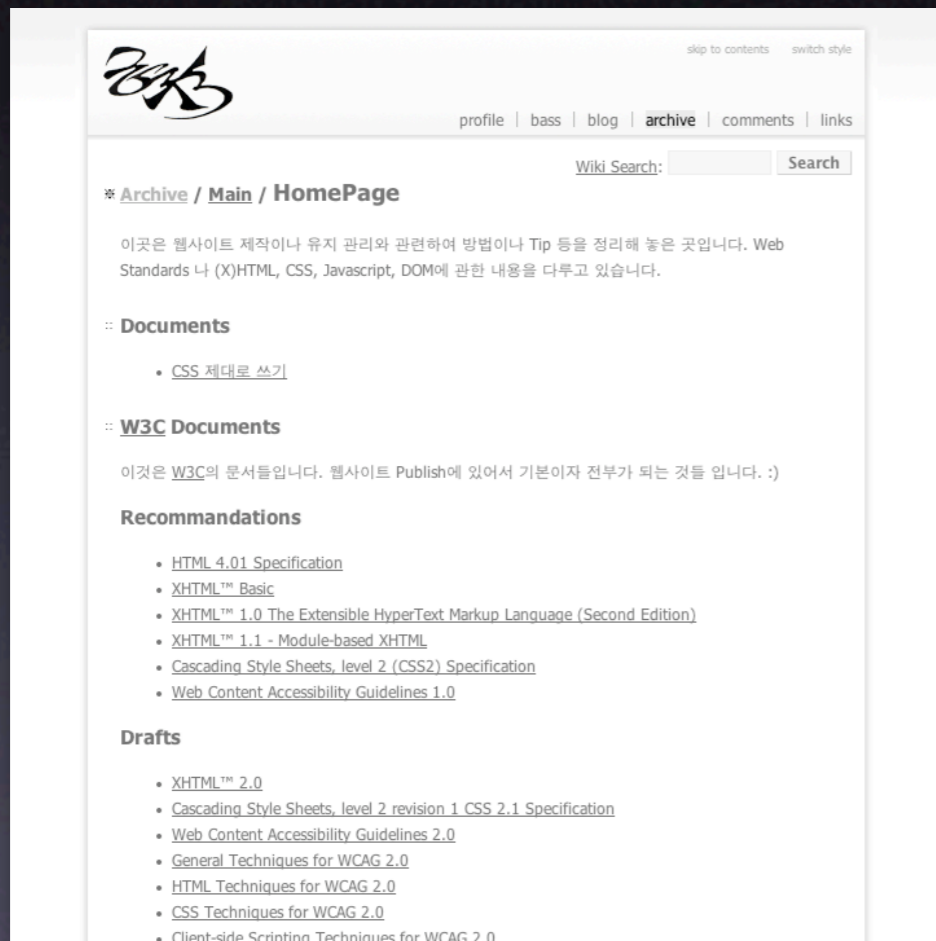 skip to contents switch style
profile | bass | blog | archive | comments | links
Wiki Search: Search
※ Archive / Main / HomePage
이곳은 웹사이트 제작이나 유지 관리와 관련하여 방법이나 Tip 등을 정리해 놓은 곳입니다. Web
Standards 나 (X)HTML, CSS, Javascript, DOM에 관한 내용을 다루고 있습니다.
:: Documents
• CSS 제대로 쓰기
:: W3C Documents
이것은 W3C의 문서들입니다. 웹사이트 Publish에 있어서 기본이자 전부가 되는 것들 입니다. :)
Recommandations
• HTML 4.01 Specification
• XHTML™ Basic
• XHTML™ 1.0 The Extensible HyperText Markup Language (Second Edition)
• XHTML™ 1.1 - Module-based XHTML
• Cascading Style Sheets, level 2 (CSS2) Specification
• Web Content Accessibility Guidelines 1.0
Drafts
• XHTML™ 2.0
• Cascading Style Sheets, level 2 revision 1 CSS 2.1 Specification
• Web Content Accessibility Guidelines 2.0
• General Techniques for WCAG 2.0
• HTML Techniques for WCAG 2.0
• CSS Techniques for WCAG 2.0
• Client-side Scripting Techniques for WCAG 2.0